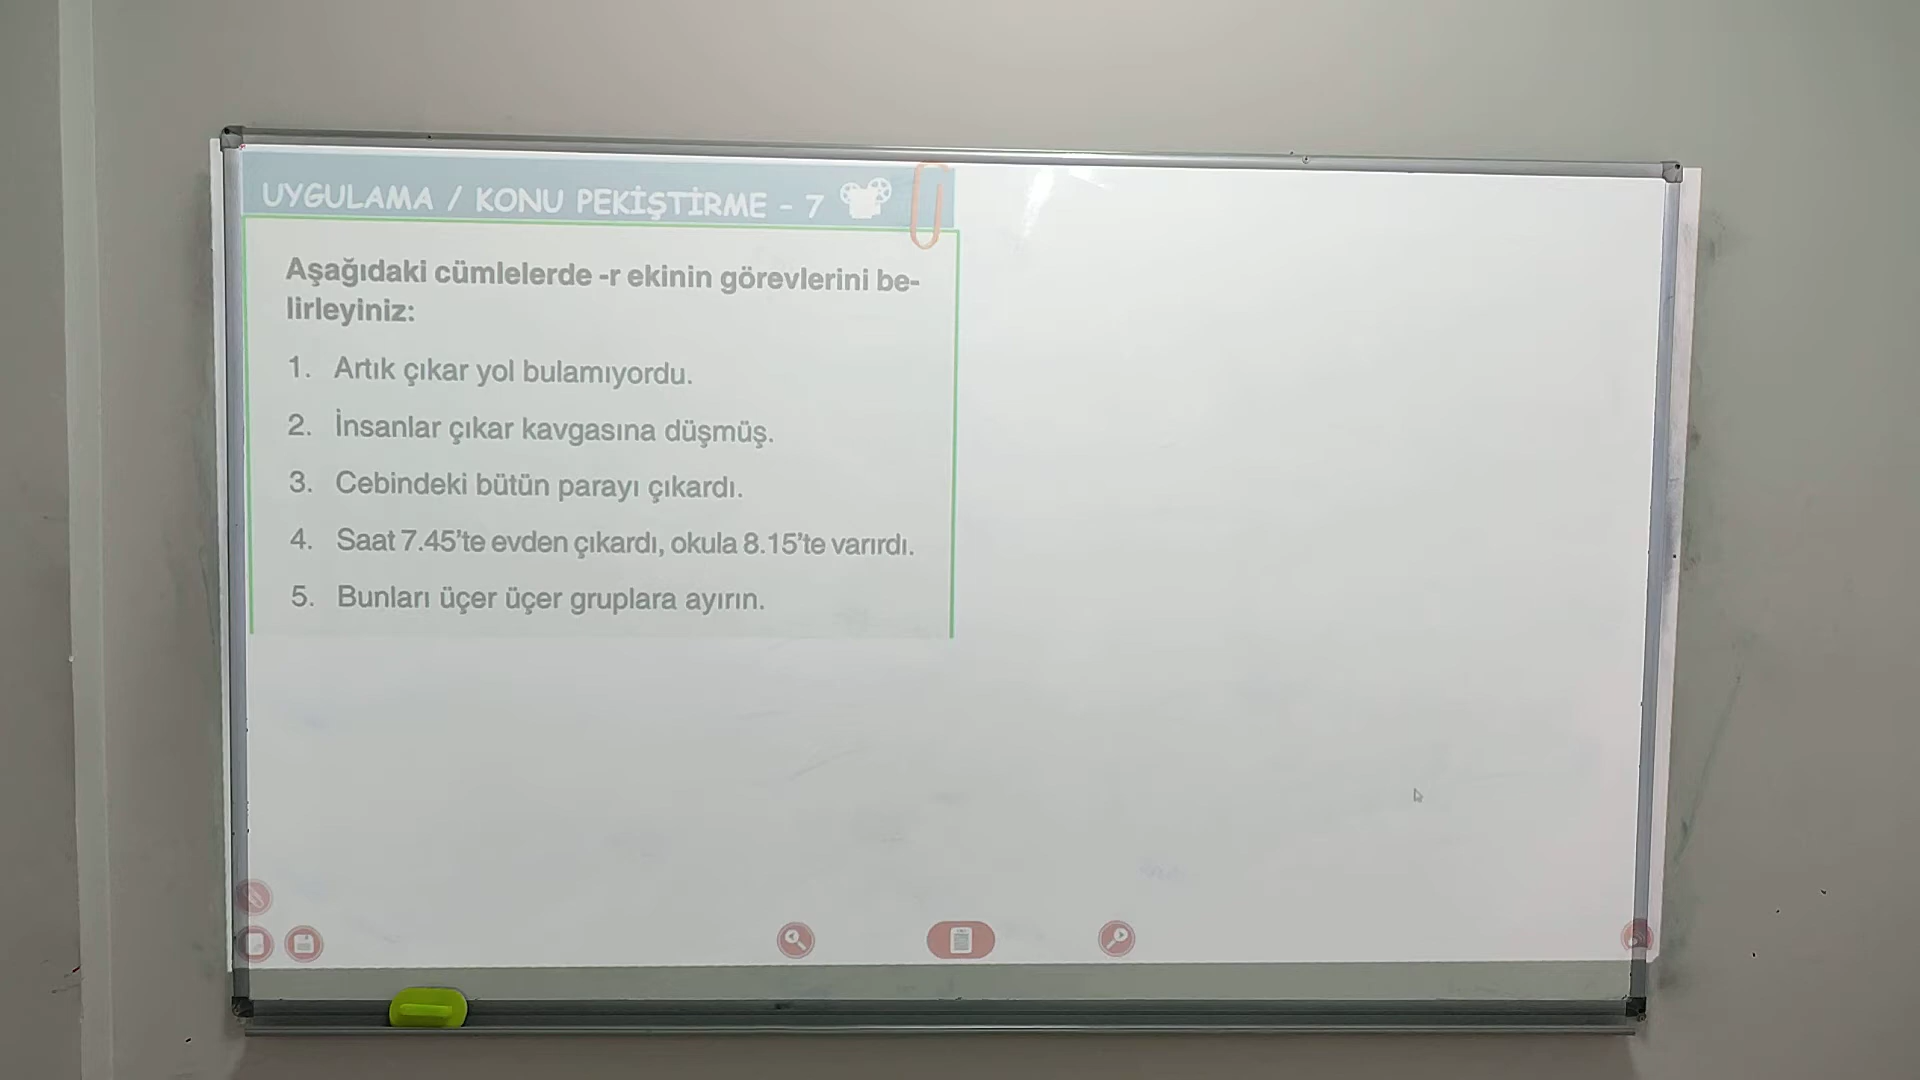 UYGULAMA / KONU PEKİŞTİRME - 7
Aşağıdaki cümlelerde -r ekinin görevlerini be-
lirleyiniz:
1. Artık çıkar yol bulamıyordu.
2. İnsanlar çıkar kavgasına düşmüş.
3. Cebindeki bütün parayı çıkardı.
4. Saat 7.45'te evden çıkardı, okula 8.15'te varırdı.
5. Bunları üçer üçer gruplara ayırın.